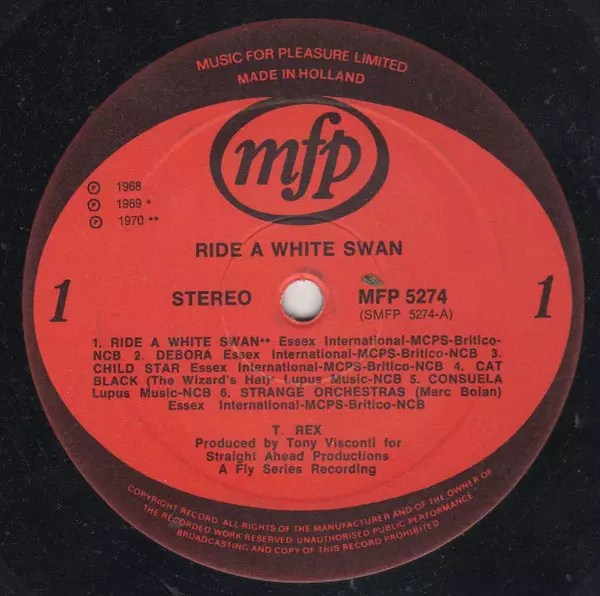 MUSIC FOR PLEASURE LIMITED
MADE IN HOLLAND
mfp
Ⓟ 1968
Ⓟ 1969 *
Ⓟ 1970 **
RIDE A WHITE SWAN
1
STEREO
MFP 5274
1
(SMFP 5274-A)
1. RIDE A WHITE SWAN** Essex International-MCPS-Britico-
NCB 2. DEBORA Essex International-MCPS-Britico-NCB 3.
CHILD STAR Essex International-MCPS-Britico-NCB 4. CAT
BLACK (The Wizard's Hat)* Lupus Music-NCB 5. CONSUELA
Lupus Music-NCB 6. STRANGE ORCHESTRAS (Marc Bolan)
Essex International-MCPS-Britico-NCB
T. REX
Produced by Tony Visconti for
Straight Ahead Productions
A Fly Series Recording
COPYRIGHT RECORD. ALL RIGHTS OF THE MANUFACTURER AND OF THE OWNER OF
THE RECORDED WORK RESERVED. UNAUTHORISED PUBLIC PERFORMANCE
BROADCASTING AND COPY OF THIS RECORD PROHIBITED.